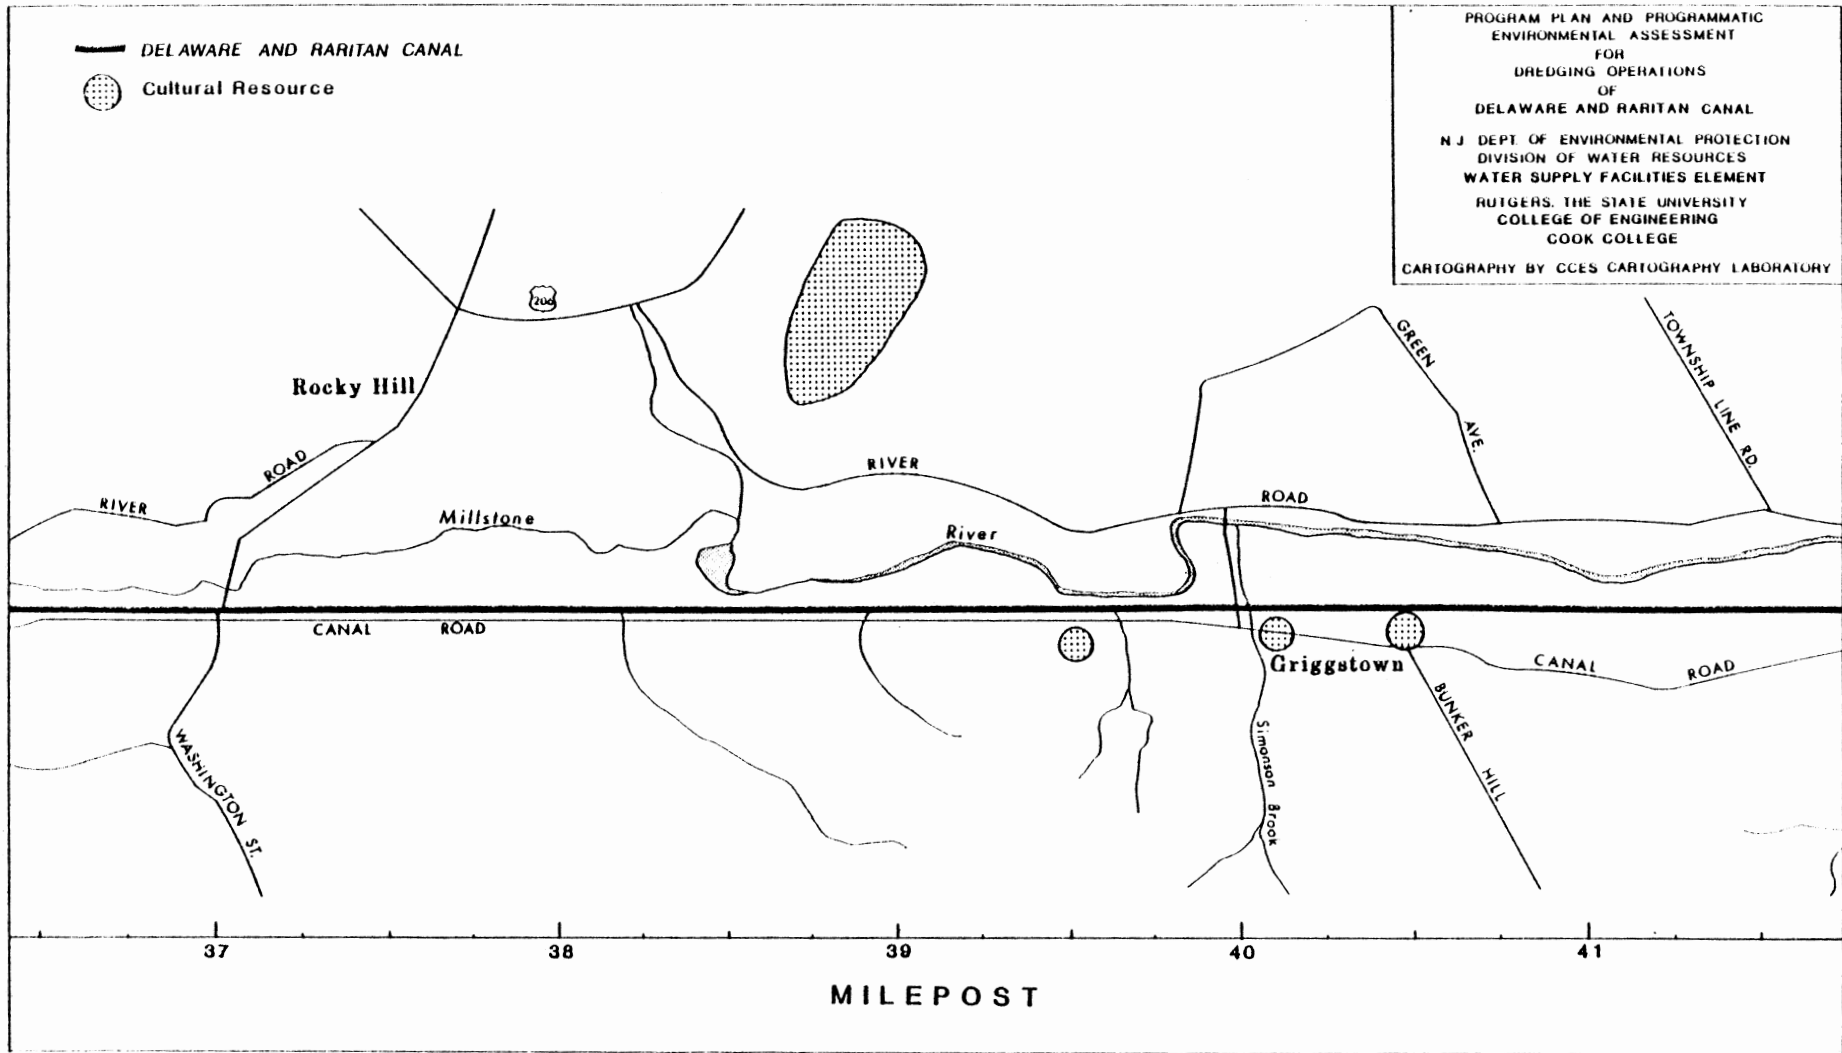 DELAWARE AND RARITAN CANAL
Cultural Resource
PROGRAM PLAN AND PROGRAMMATIC
ENVIRONMENTAL ASSESSMENT
FOR
DREDGING OPERATIONS
OF
DELAWARE AND RARITAN CANAL
N J DEPT. OF ENVIRONMENTAL PROTECTION
DIVISION OF WATER RESOURCES
WATER SUPPLY FACILITIES ELEMENT
RUTGERS. THE STATE UNIVERSITY
COLLEGE OF ENGINEERING
COOK COLLEGE
CARTOGRAPHY BY CCES CARTOGRAPHY LABORATORY
206
Rocky Hill
GREEN AVE.
TOWNSHIP LINE RD.
RIVER ROAD
RIVER ROAD
Millstone River
CANAL ROAD
Griggstown
CANAL ROAD
WASHINGTON ST.
Simonson Brook
BUNKER HILL
37 38 39 40 41
MILEPOST